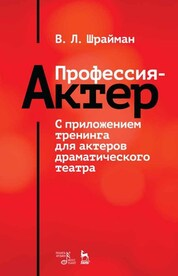 В. Л. Шрайман
Профессия-
Актер
С приложением
тренинга
для актеров
драматического
театра